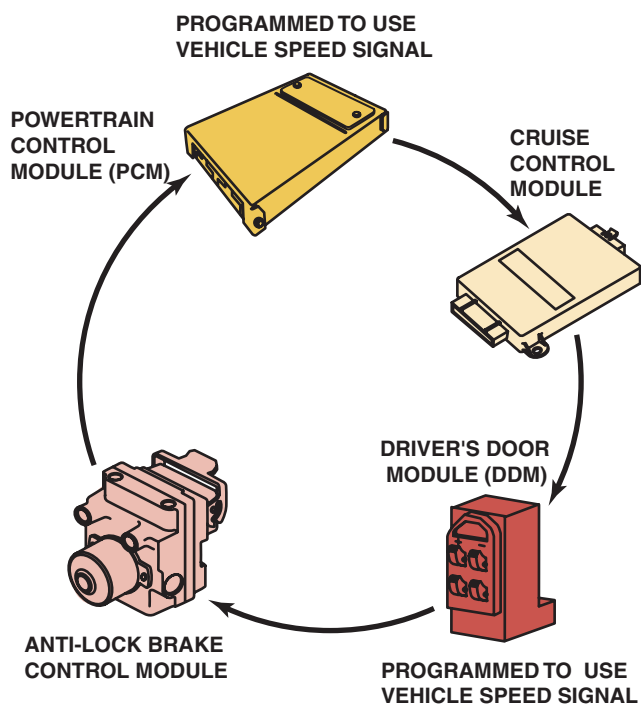 PROGRAMMED TO USE
VEHICLE SPEED SIGNAL
POWERTRAIN
CONTROL
MODULE (PCM)
CRUISE
CONTROL
MODULE
DRIVER'S DOOR
MODULE (DDM)
ANTI-LOCK BRAKE
CONTROL MODULE
PROGRAMMED TO USE
VEHICLE SPEED SIGNAL